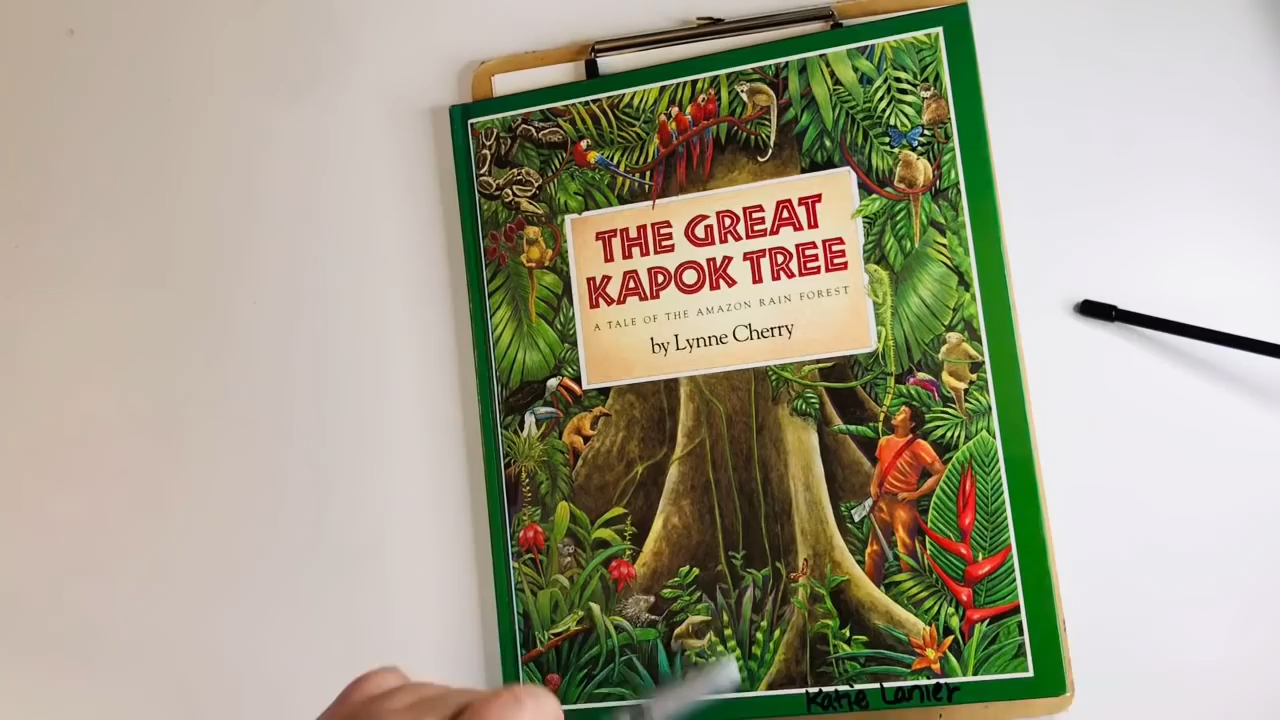 THE GREAT
KAPOK TREE
A TALE OF THE AMAZON RAIN FOREST
by Lynne Cherry
Katie Lanier